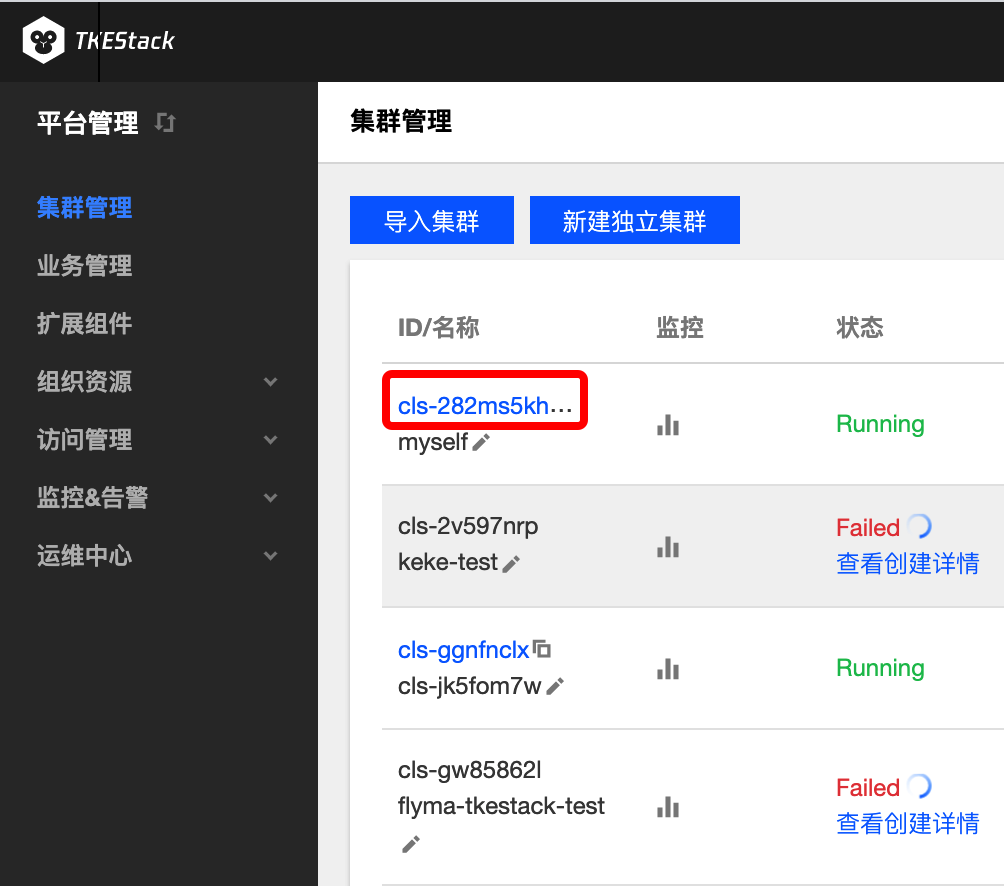 TKEStack
平台管理
集群管理
业务管理
扩展组件
组织资源
访问管理
监控&告警
运维中心
集群管理
导入集群 新建独立集群
ID/名称 监控 状态
cls-282ms5kh...
myself
Running
cls-2v597nrp
keke-test
Failed
查看创建详情
cls-ggnfnclx
cls-jk5fom7w
Running
cls-gw85862l
flyma-tkestack-test
Failed
查看创建详情